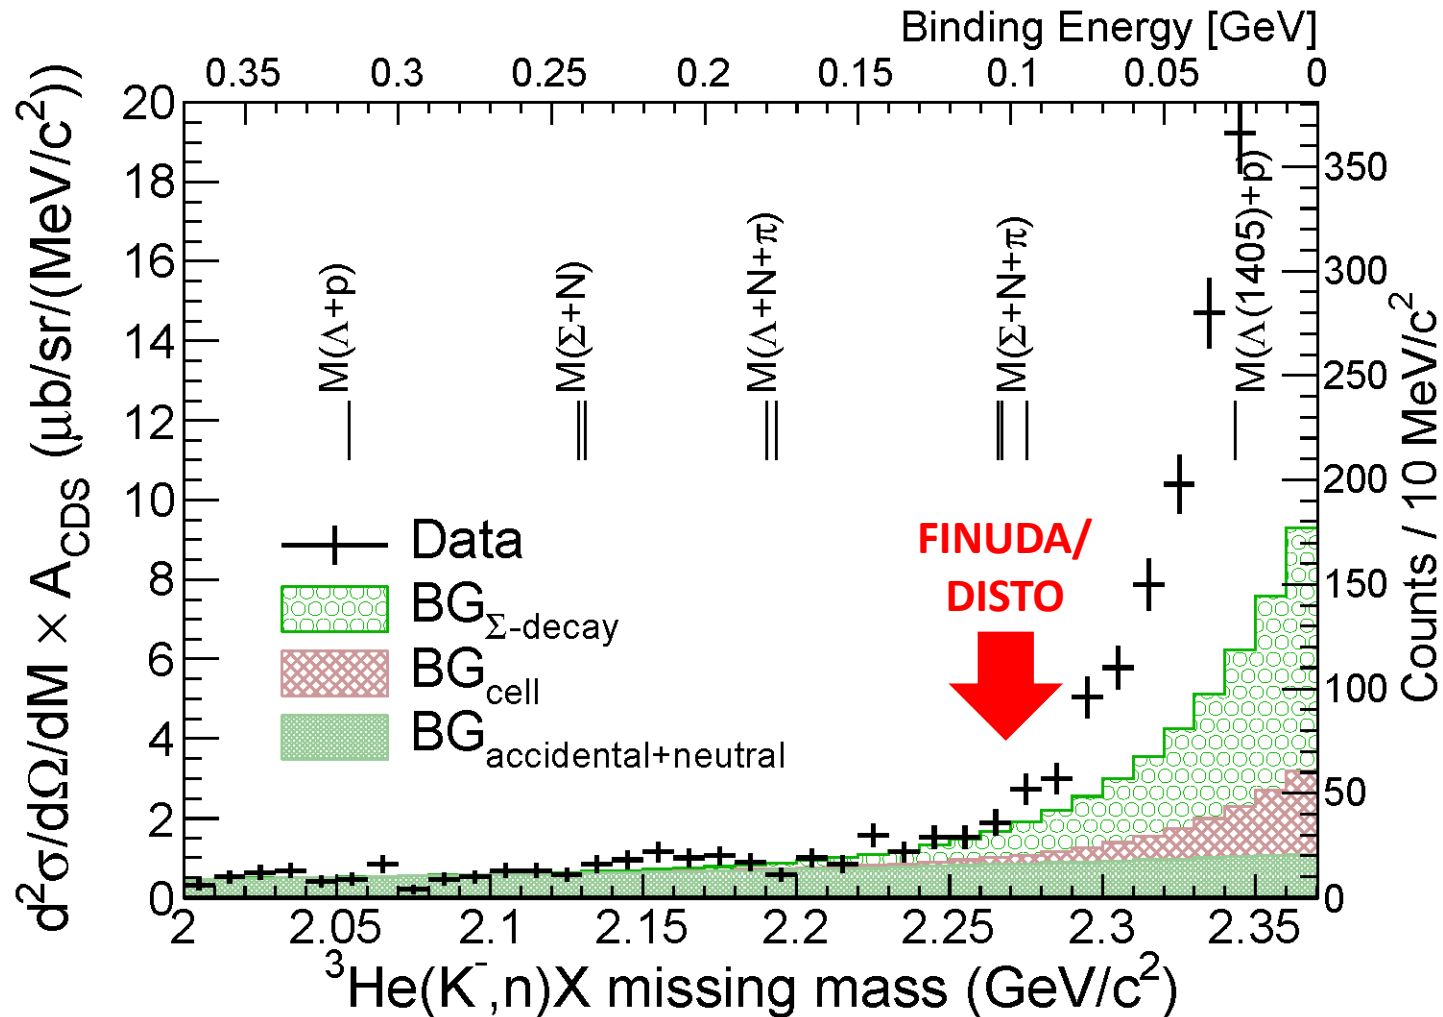 Binding Energy [GeV]
0.35 0.3 0.25 0.2 0.15 0.1 0.05 0
d²σ/dΩ/dM × A_CDS (μb/sr/(MeV/c²))
20
18
16
14
12
10
8
6
4
2
0
M(Λ+p)
M(Σ+N)
M(Λ+N+π)
M(Σ+N+π)
M(Λ(1405)+p)
Data
BG_Σ-decay
BG_cell
BG_accidental+neutral
FINUDA/
DISTO
350
300
250
200
150
100
50
0
Counts / 10 MeV/c²
2 2.05 2.1 2.15 2.2 2.25 2.3 2.35
³He(K⁻,n)X missing mass (GeV/c²)